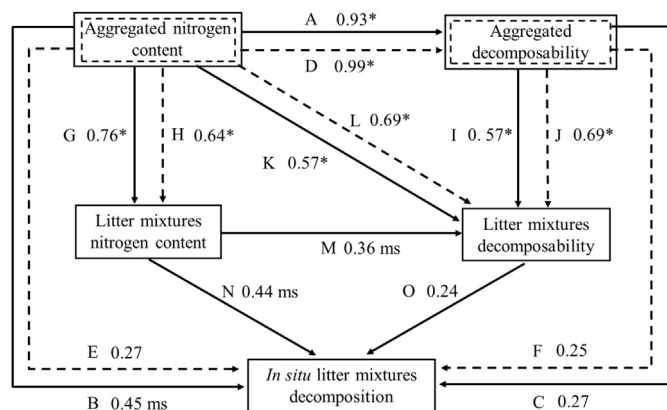 Aggregated nitrogen
content
A 0.93*
D 0.99*
Aggregated
decomposability
G 0.76*
H 0.64*
L 0.69*
K 0.57*
I 0. 57*
J 0.69*
Litter mixtures
nitrogen content
M 0.36 ms
Litter mixtures
decomposability
N 0.44 ms
O 0.24
E 0.27
F 0.25
In situ litter mixtures
decomposition
B 0.45 ms
C 0.27